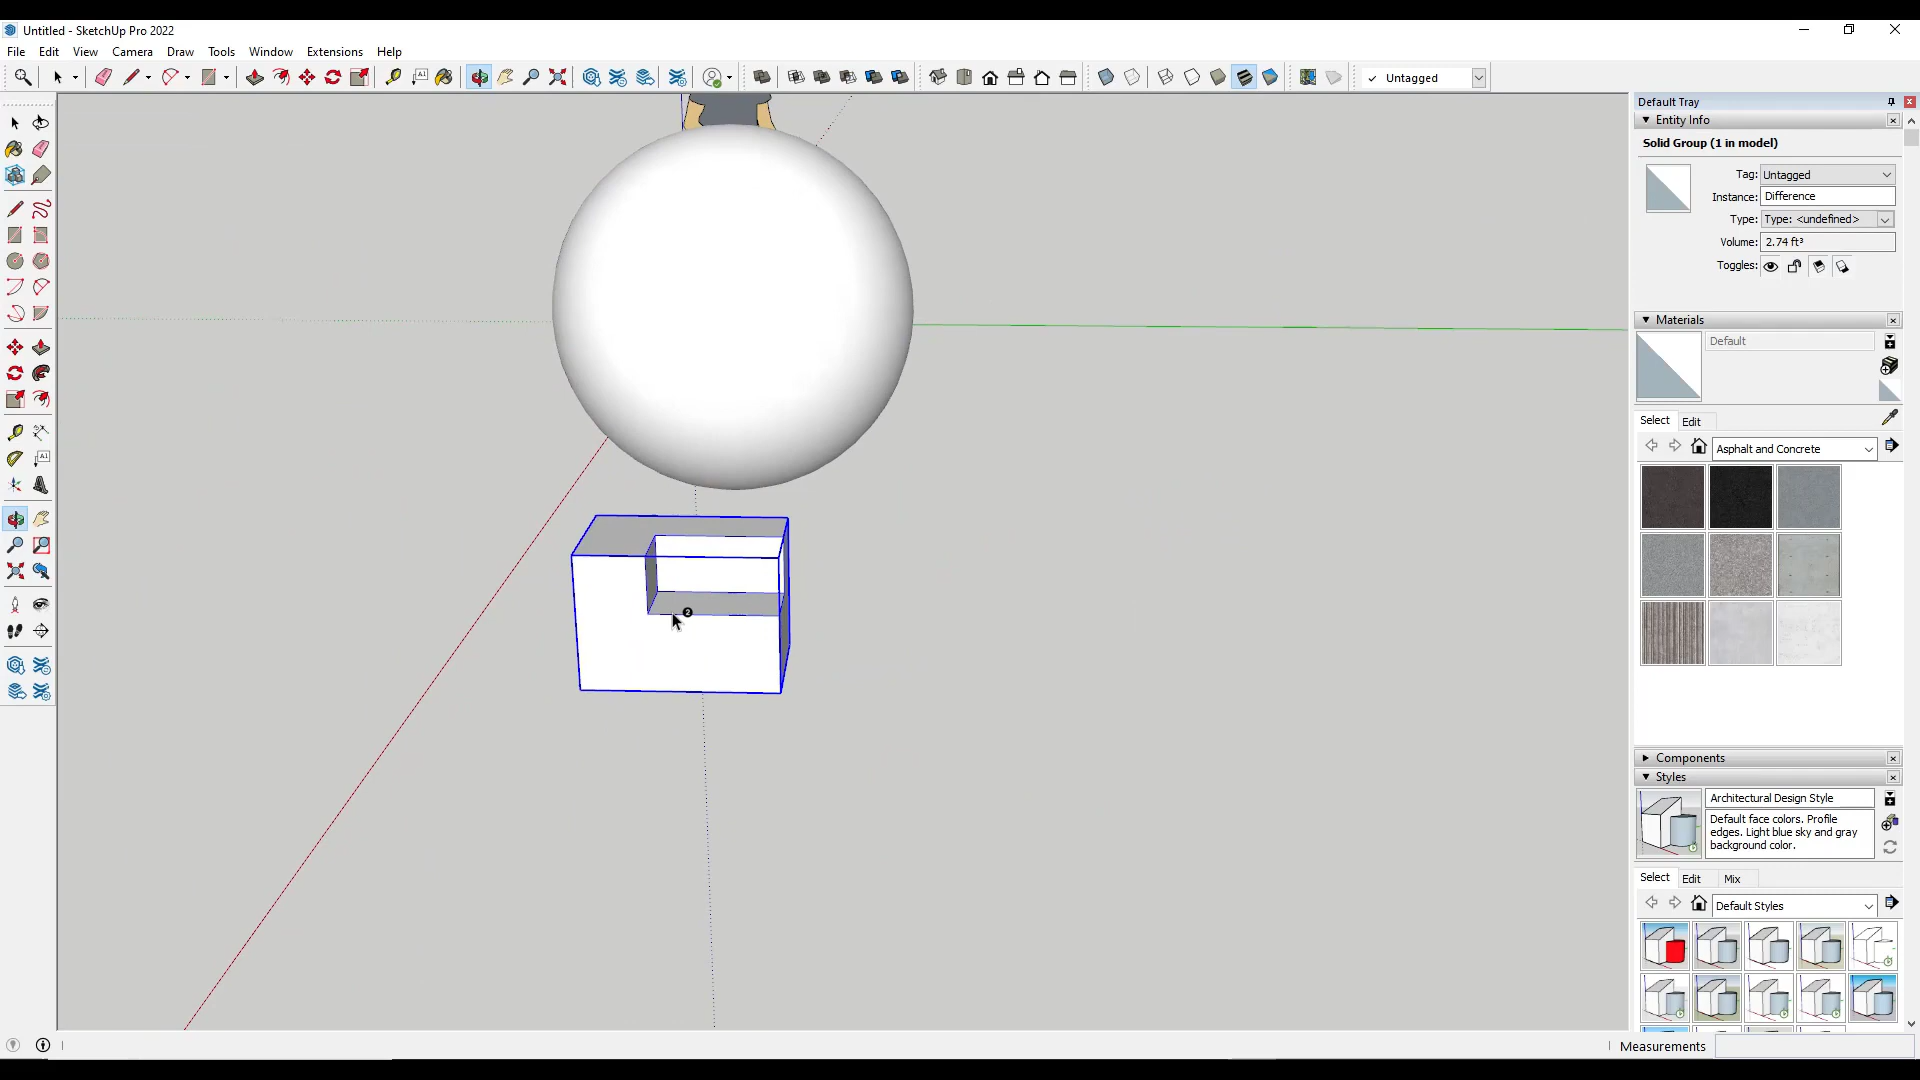 Untitled - SketchUp Pro 2022
File Edit View Camera Draw Tools Window Extensions Help
Untagged
Default Tray
Entity Info
Solid Group (1 in model)
Tag: Untagged
Instance: Difference
Type: Type: <undefined>
Volume: 2.74 ft³
Toggles:
Materials
Default
Select Edit
Asphalt and Concrete
Components
Styles
Architectural Design Style
Default face colors. Profile
edges. Light blue sky and gray
background color.
Select Edit Mix
Default Styles
Measurements